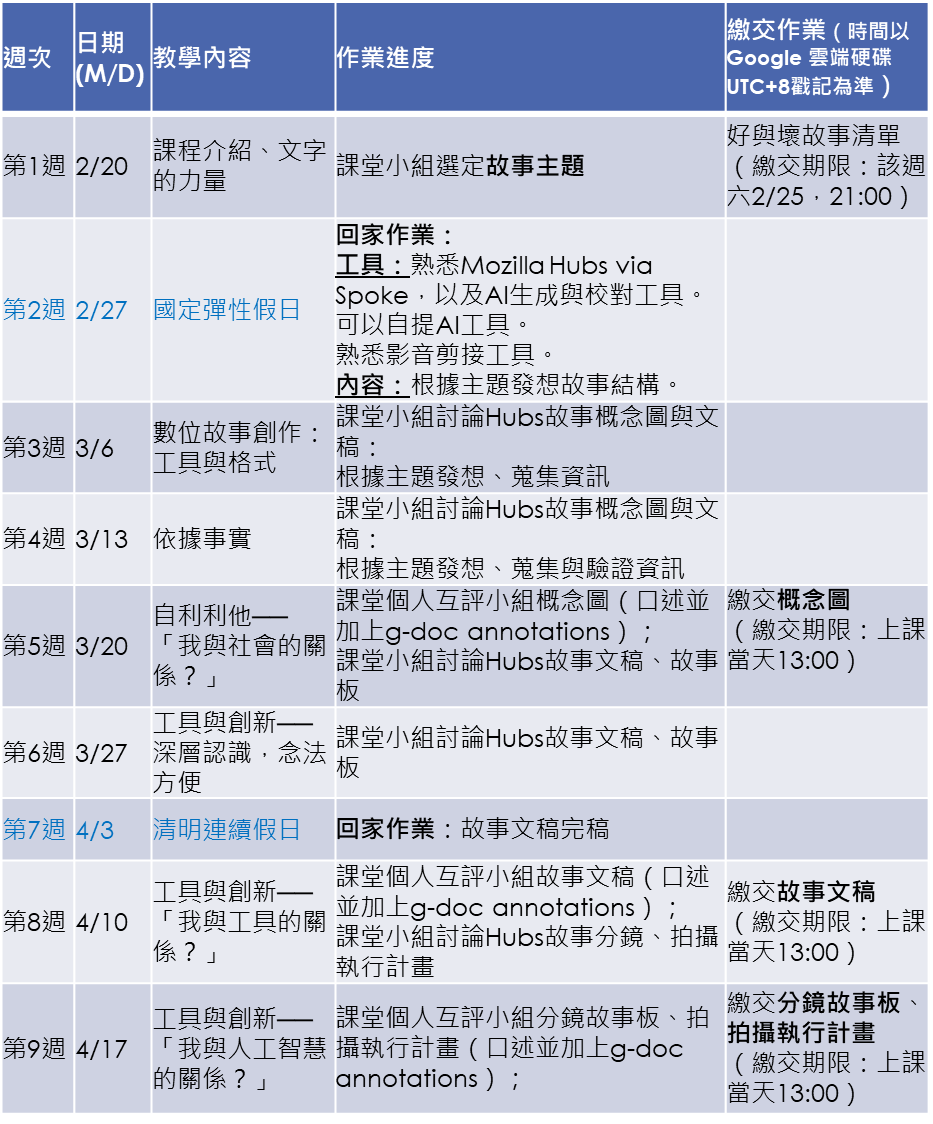 週次
日期
(M/D)
教學內容
作業進度
繳交作業（時間以
Google 雲端硬碟
UTC+8戳記為準）
第1週
2/20
課程介紹、文字
的力量
課堂小組選定故事主題
好與壞故事清單
（繳交期限：該週
六2/25，21:00）
第2週
2/27
國定彈性假日
回家作業：
工具：熟悉Mozilla Hubs via
Spoke，以及AI生成與校對工具。
可以自提AI工具。
熟悉影音剪接工具。
內容：根據主題發想故事結構。
第3週
3/6
數位故事創作：
工具與格式
課堂小組討論Hubs故事概念圖與文
稿：
根據主題發想、蒐集資訊
第4週
3/13
依據事實
課堂小組討論Hubs故事概念圖與文
稿：
根據主題發想、蒐集與驗證資訊
第5週
3/20
自利利他──
「我與社會的關
係？」
課堂個人互評小組概念圖（口述並
加上g-doc annotations）；
課堂小組討論Hubs故事文稿、故事
板
繳交概念圖
（繳交期限：上課
當天13:00）
第6週
3/27
工具與創新──
深層認識，念法
方便
課堂小組討論Hubs故事文稿、故事
板
第7週
4/3
清明連續假日
回家作業：故事文稿完稿
第8週
4/10
工具與創新──
「我與工具的關
係？」
課堂個人互評小組故事文稿（口述
並加上g-doc annotations）；
課堂小組討論Hubs故事分鏡、拍攝
執行計畫
繳交故事文稿
（繳交期限：上課
當天13:00）
第9週
4/17
工具與創新──
「我與人工智慧
的關係？」
課堂個人互評小組分鏡故事板、拍
攝執行計畫（口述並加上g-doc
annotations）；
繳交分鏡故事板、
拍攝執行計畫
（繳交期限：上課
當天13:00）